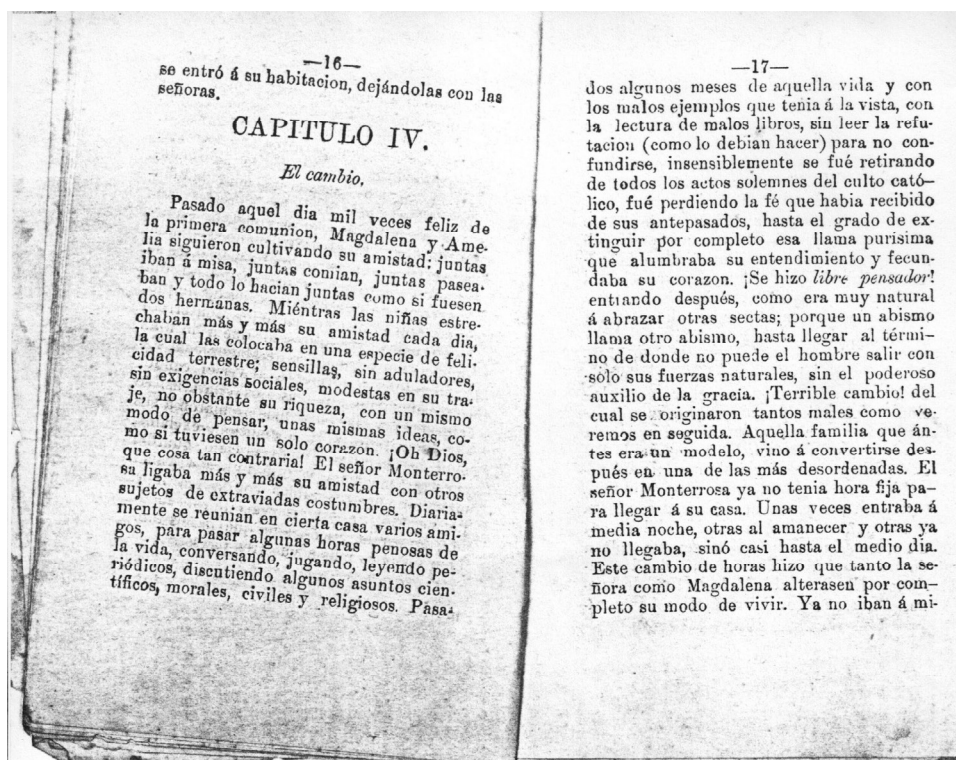 —16—
se entró á su habitacion, dejándolas con las
señoras.
CAPITULO IV.
El cambio.
Pasado aquel dia mil veces feliz de
la primera comunion, Magdalena y Ame-
lia siguieron cultivando su amistad: juntas
iban á misa, juntas comian, juntas pasea-
ban y todo lo hacian juntas como si fuesen
dos hermanas. Miéntras las niñas estre-
chaban más y más su amistad cada dia,
la cual las colocaba en una especie de feli-
cidad terrestre; sensillas, sin aduladores,
sin exigencias sociales, modestas en su tra-
je, no obstante su riqueza, con un mismo
modo de pensar, unas mismas ideas, co-
mo si tuviesen un solo corazon. ¡Oh Dios,
que cosa tan contraria! El señor Monterro-
su ligaba más y más su amistad con otros
sujetos de extraviadas costumbres. Diaria-
mente se reunian en cierta casa varios ami-
gos, para pasar algunas horas penosas de
la vida, conversando, jugando, leyendo pe-
riódicos, discutiendo algunos asuntos cien-
tíficos, morales, civiles y religiosos. Pasa-
—17—
dos algunos meses de aquella vida y con
los malos ejemplos que tenia á la vista, con
la lectura de malos libros, sin leer la refu-
tacion (como lo debian hacer) para no con-
fundirse, insensiblemente se fué retirando
de todos los actos solemnes del culto cató-
lico, fué perdiendo la fé que habia recibido
de sus antepasados, hasta el grado de ex-
tinguir por completo esa llama purísima
que alumbraba su entendimiento y fecun-
daba su corazon. ¡Se hizo libre pensador!
entiando después, como era muy natural
á abrazar otras sectas; porque un abismo
llama otro abismo, hasta llegar al térmi-
no de donde no puede el hombre salir con
sólo sus fuerzas naturales, sin el poderoso
auxilio de la gracia. ¡Terrible cambio! del
cual se originaron tantos males como ve-
remos en seguida. Aquella familia que án-
tes era un modelo, vino á convertirse des-
pués en una de las más desordenadas. El
señor Monterrosa ya no tenia hora fija pa-
ra llegar á su casa. Unas veces entraba á
media noche, otras al amanecer y otras ya
no llegaba, sinó casi hasta el medio dia.
Este cambio de horas hizo que tanto la se-
ñora como Magdalena alterasen por com-
pleto su modo de vivir. Ya no iban á mi-